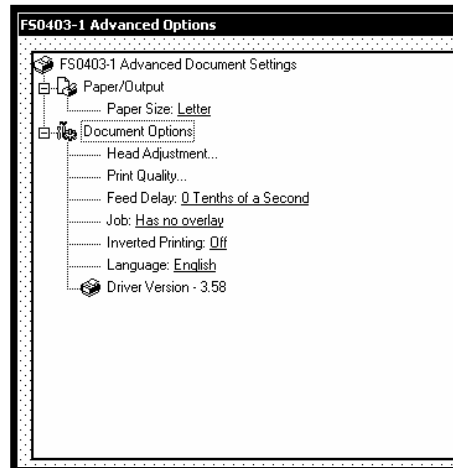 FS0403-1 Advanced Options
FS0403-1 Advanced Document Settings
Paper/Output
Paper Size: Letter
Document Options
Head Adjustment...
Print Quality...
Feed Delay: 0 Tenths of a Second
Job: Has no overlay
Inverted Printing: Off
Language: English
Driver Version - 3.58